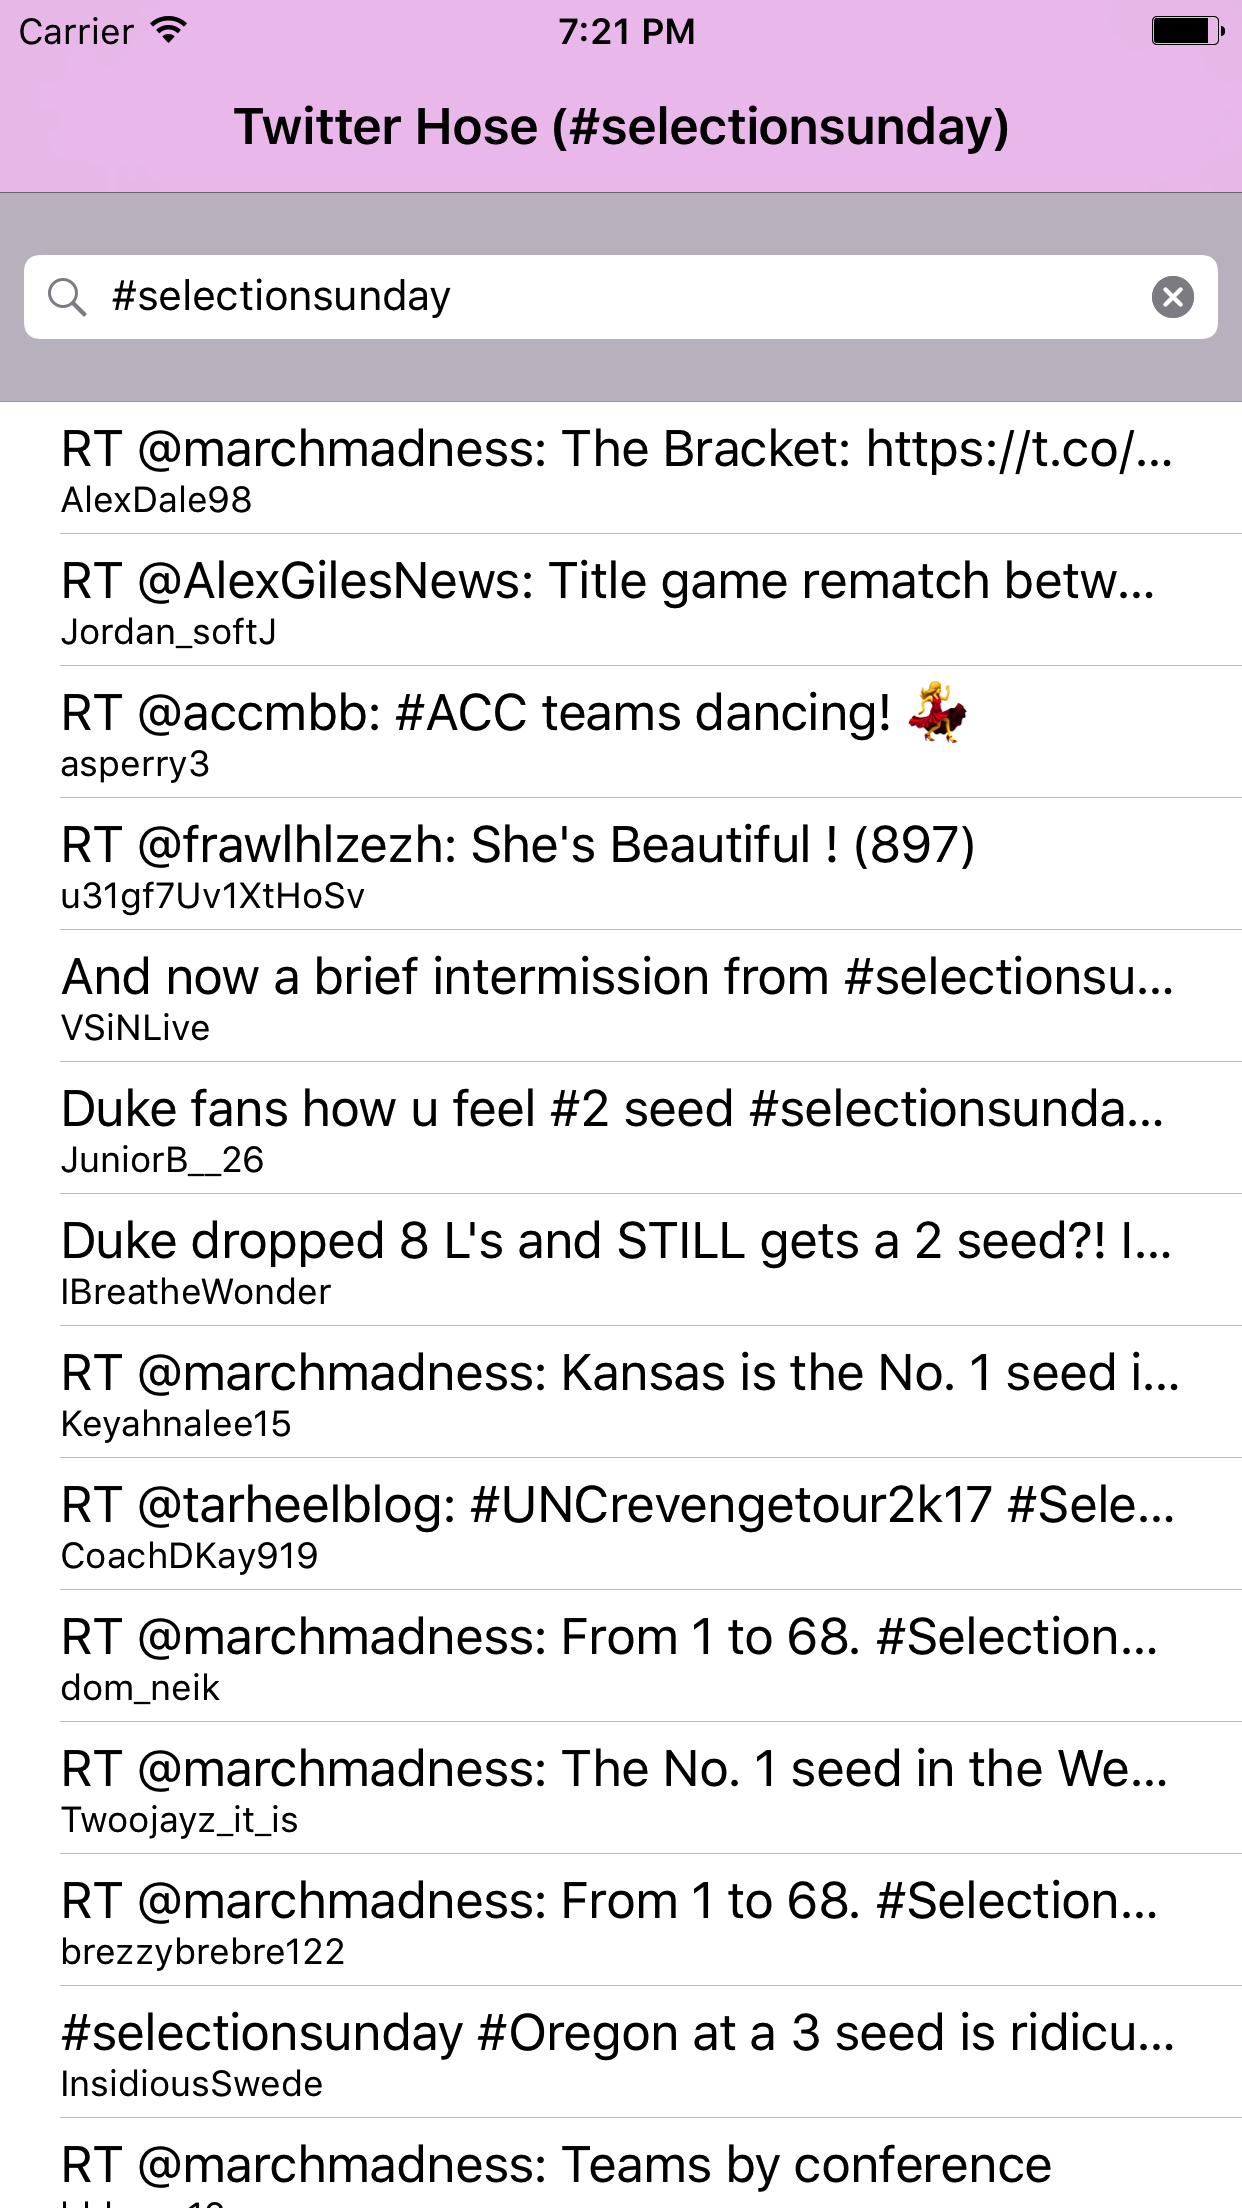 Carrier 7:21 PM
Twitter Hose (#selectionsunday)
#selectionsunday
RT @marchmadness: The Bracket: https://t.co/...
AlexDale98
RT @AlexGilesNews: Title game rematch betw...
Jordan_softJ
RT @accmbb: #ACC teams dancing! 💃
asperry3
RT @frawlhlzezh: She's Beautiful ! (897)
u31gf7Uv1XtHoSv
And now a brief intermission from #selectionsu...
VSiNLive
Duke fans how u feel #2 seed #selectionsunda...
JuniorB__26
Duke dropped 8 L's and STILL gets a 2 seed?! I...
IBreatheWonder
RT @marchmadness: Kansas is the No. 1 seed i...
Keyahnalee15
RT @tarheelblog: #UNCrevengetour2k17 #Sele...
CoachDKay919
RT @marchmadness: From 1 to 68. #Selection...
dom_neik
RT @marchmadness: The No. 1 seed in the We...
Twoojayz_it_is
RT @marchmadness: From 1 to 68. #Selection...
brezzybrebre122
#selectionsunday #Oregon at a 3 seed is ridicu...
InsidiousSwede
RT @marchmadness: Teams by conference